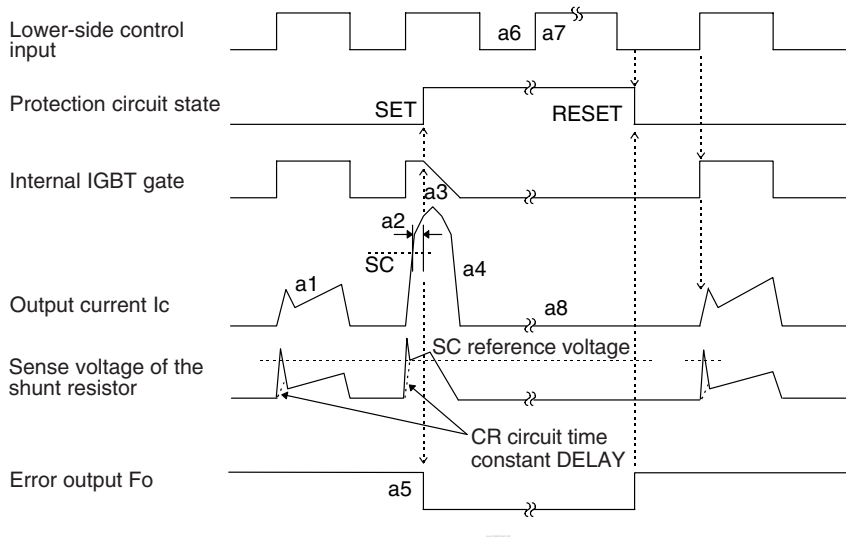 Lower-side control
input
a6
a7
Protection circuit state
SET
RESET
Internal IGBT gate
a3
a2
SC
a4
a1
Output current Ic
a8
SC reference voltage
Sense voltage of the
shunt resistor
CR circuit time
constant DELAY
Error output Fo
a5